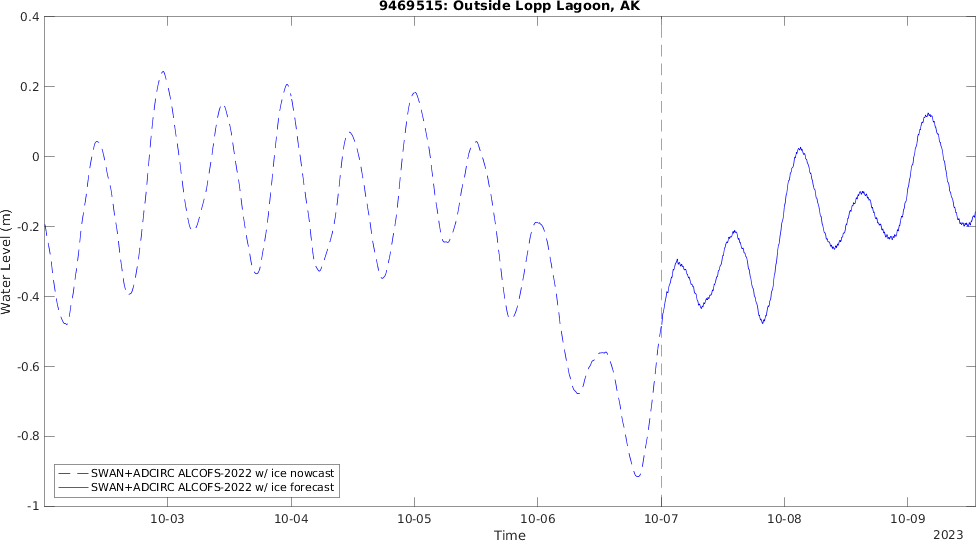 9469515: Outside Lopp Lagoon, AK
0.4
0.2
0
-0.2
-0.4
-0.6
-0.8
-1
Water Level (m)
SWAN+ADCIRC ALCOFS-2022 w/ ice nowcast
SWAN+ADCIRC ALCOFS-2022 w/ ice forecast
10-03 10-04 10-05 10-06 10-07 10-08 10-09
Time
2023